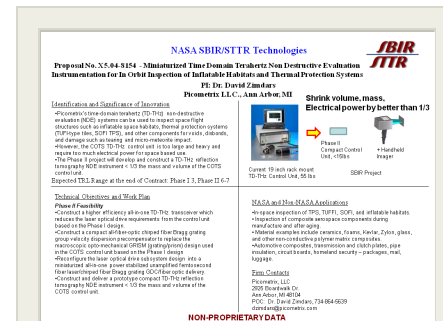 NASA SBIR/STTR Technologies
SBIR
STTR
Proposal No. X5.04-8154 - Miniaturized Time Domain Terahertz Non Destructive Evaluation
Instrumentation for In Orbit Inspection of Inflatable Habitats and Thermal Protection Systems
PI: Dr. David Zimdars
Picometrix LLC., Ann Arbor, MI
Identification and Significance of Innovation
•Picometrix's time-domain terahertz (TD-THz) non-destructive
evaluation (NDE) systems can be used to inspect space flight
structures such as inflatable space habitats, thermal protection systems
(TUFI-type tiles, SOFI TPS), and other components for voids, disbonds,
and damage such as tearing and micro-meteorite impact.
•However, the COTS TD-THz control unit is too large and heavy and
require too much electrical power for space based use.
•The Phase II project will develop and construct a TD-THz reflection
tomography NDE instrument < 1/3 the mass and volume of the COTS
control unit.
Expected TRL Range at the end of Contract: Phase I 3, Phase II 6-7
Shrink volume, mass,
Electrical power by better than 1/3
Phase II
Compact Control
Unit, <15lbs
+ Handheld
Imager
Current 19 inch rack mount
TD-THz Control Unit, 55 lbs
SBIR Project
Technical Objectives and Work Plan
Phase II Feasibility
•Construct a higher efficiency all-in-one TD-THz transceiver which
reduces the laser optical drive requirements from the control unit
based on the Phase I design.
•Construct a compact all-fiber-optic chirped fiber Bragg grating
group velocity dispersion precompensator to replace the
macroscopic opto-mechanical GRISM (grating/prism) design used
in the COTS control unit based on the Phase I design.
•Reconfigure the laser optical drive subsystem design into a
miniaturized all-in-one power stabilized unamplified femtosecond
fiber laser/chirped fiber Bragg grating GDC/fiber optic delivery.
•Construct and deliver a prototype compact TD-THz reflection
tomography NDE instrument < 1/3 the mass and volume of the
COTS control unit.
NASA and Non-NASA Applications
•In-space inspection of TPS, TUFFI, SOFI, and inflatable habitats.
•Inspection of composite aerospace components during
manufacture and after aging.
•Material examples include ceramics, foams, Kevlar, Zylon, glass,
and other non-conductive polymer matrix composites.
•Automotive composites, transmission and clutch plates, pipe
insulation, circuit boards, homeland security – packages, mail,
luggage.
Firm Contacts
Picometrix, LLC
2925 Boardwalk Dr.
Ann Arbor, MI 48104
POC: Dr. David Zimdars, 734-864-5639
dzimdars@picometrix.com
NON-PROPRIETARY DATA